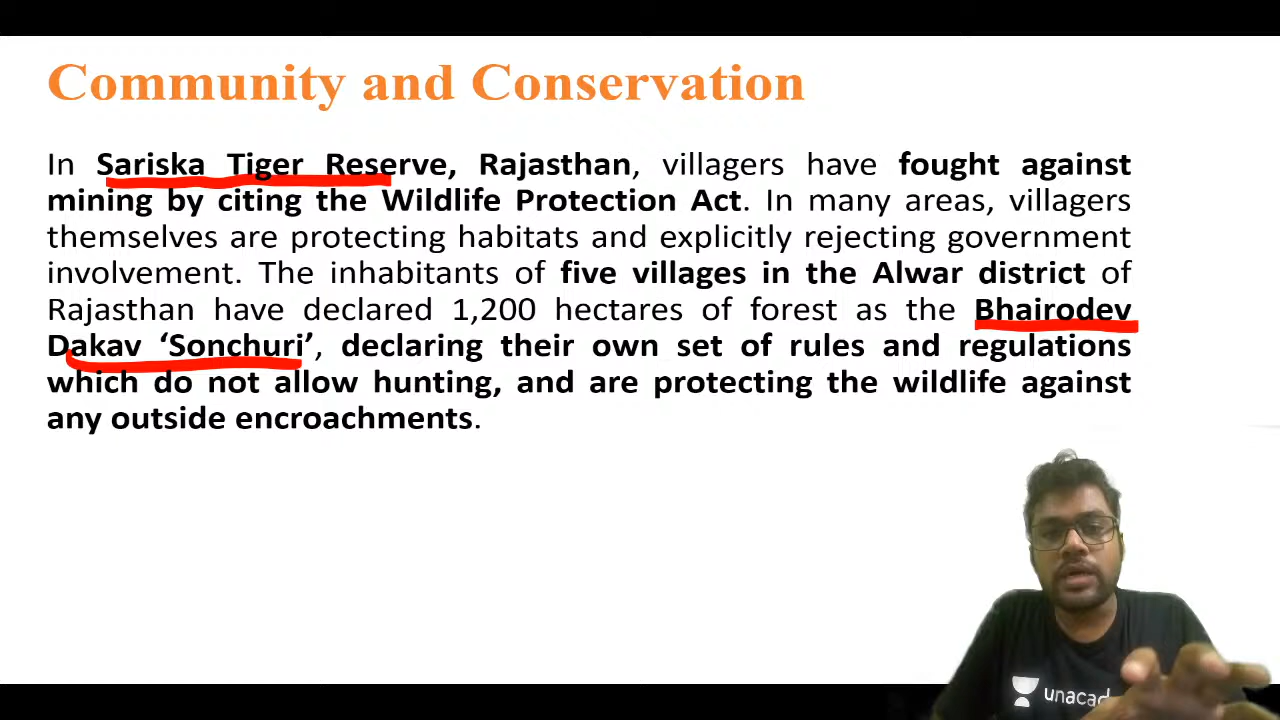 Community and Conservation
In Sariska Tiger Reserve, Rajasthan, villagers have fought against
mining by citing the Wildlife Protection Act. In many areas, villagers
themselves are protecting habitats and explicitly rejecting government
involvement. The inhabitants of five villages in the Alwar district of
Rajasthan have declared 1,200 hectares of forest as the Bhairodev
Dakav ‘Sonchuri’, declaring their own set of rules and regulations
which do not allow hunting, and are protecting the wildlife against
any outside encroachments.
unacad